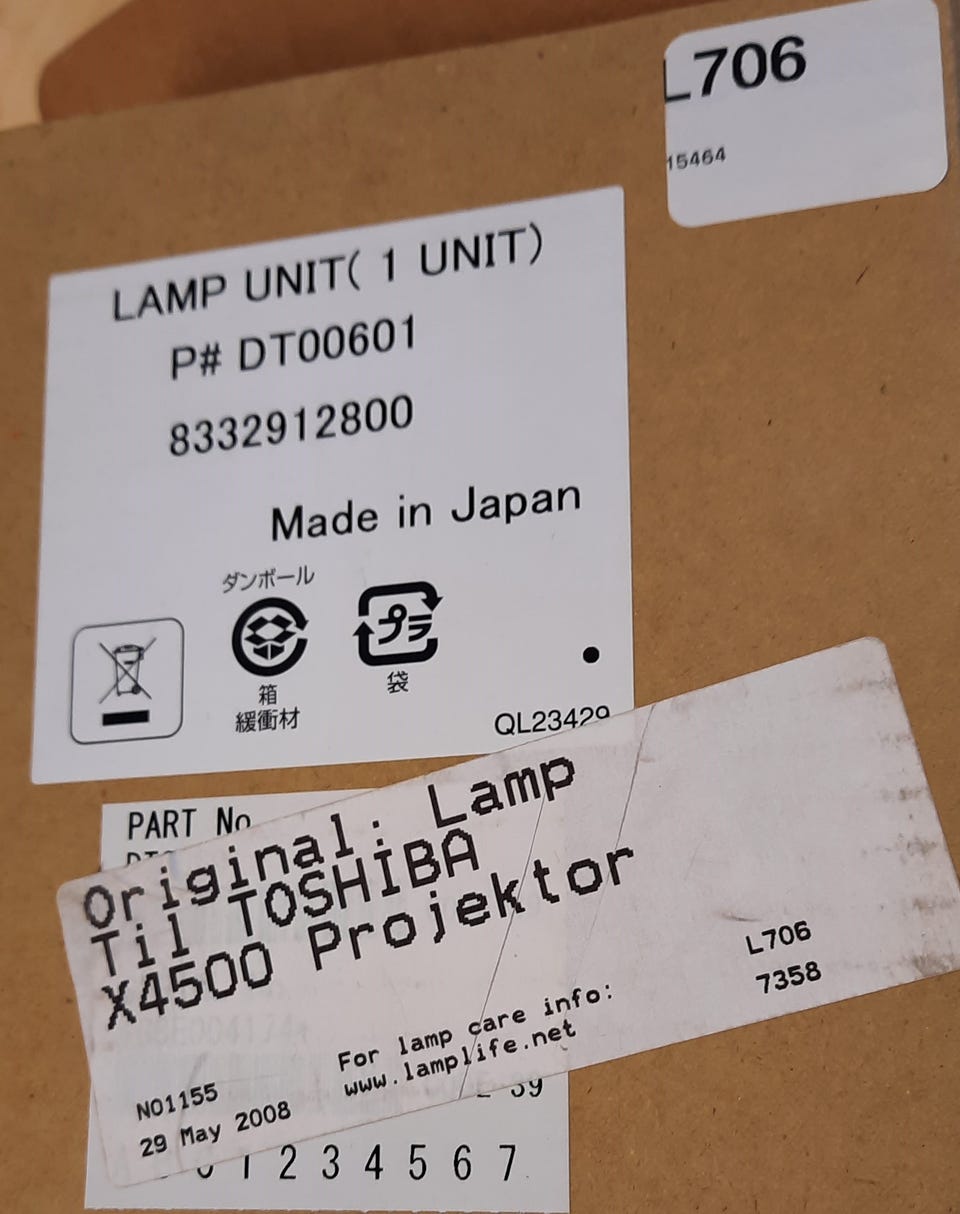 L706
15464
LAMP UNIT( 1 UNIT)
P# DT00601
8332912800
Made in Japan
ダンボール
プラ
箱
袋
緩衝材
QL23429
PART No
Original. Lamp
Til TOSHIBA
X4500 Projektor
L706
7358
For lamp care info:
www.lamplife.net
N01155
29 May 2008
1 2 3 4 5 6 7